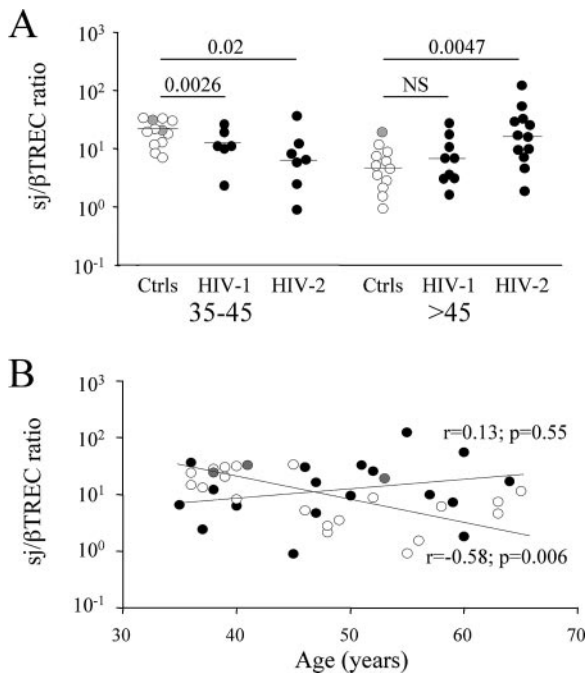 A
sj/βTREC ratio
10³
10²
10¹
10⁰
10⁻¹
0.02
0.0026
0.0047
NS
Ctrls HIV-1 HIV-2 Ctrls HIV-1 HIV-2
35-45 >45
B
sj/βTREC ratio
10³
10²
10¹
10⁰
10⁻¹
r=0.13; p=0.55
r=-0.58; p=0.006
30 40 50 60 70
Age (years)